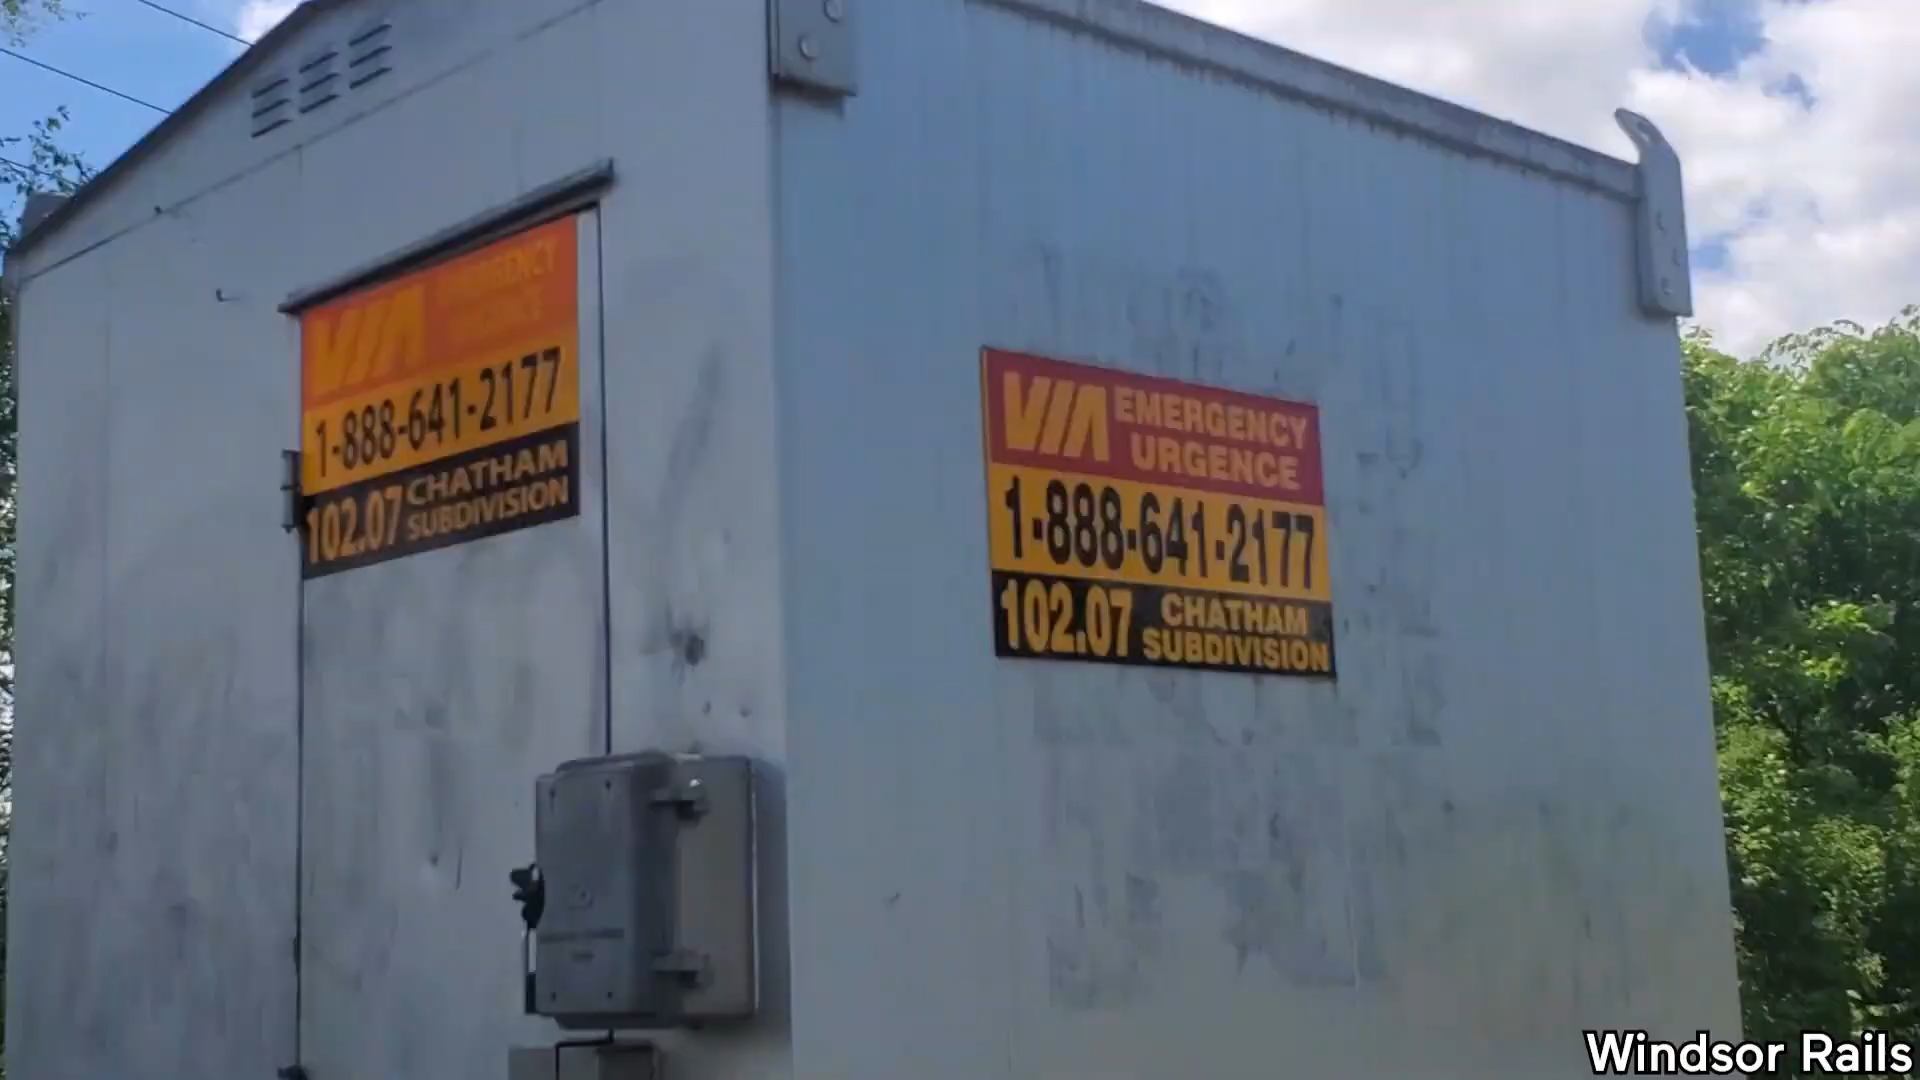 VIA EMERGENCY
URGENCE
1-888-641-2177
102.07 CHATHAM
SUBDIVISION
VIA EMERGENCY
URGENCE
1-888-641-2177
102.07 CHATHAM
SUBDIVISION
Windsor Rails